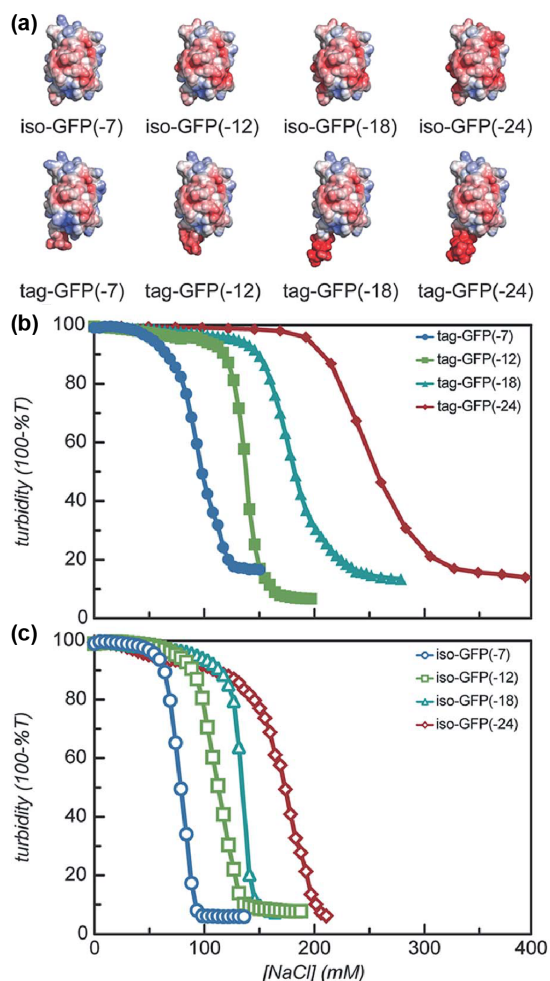 (a)
iso-GFP(-7) iso-GFP(-12) iso-GFP(-18) iso-GFP(-24)
tag-GFP(-7) tag-GFP(-12) tag-GFP(-18) tag-GFP(-24)
(b)
100
80
60
40
20
0
turbidity (100-%T)
tag-GFP(-7)
tag-GFP(-12)
tag-GFP(-18)
tag-GFP(-24)
(c)
100
80
60
40
20
0
turbidity (100-%T)
iso-GFP(-7)
iso-GFP(-12)
iso-GFP(-18)
iso-GFP(-24)
0 100 200 300 400
[NaCl] (mM)